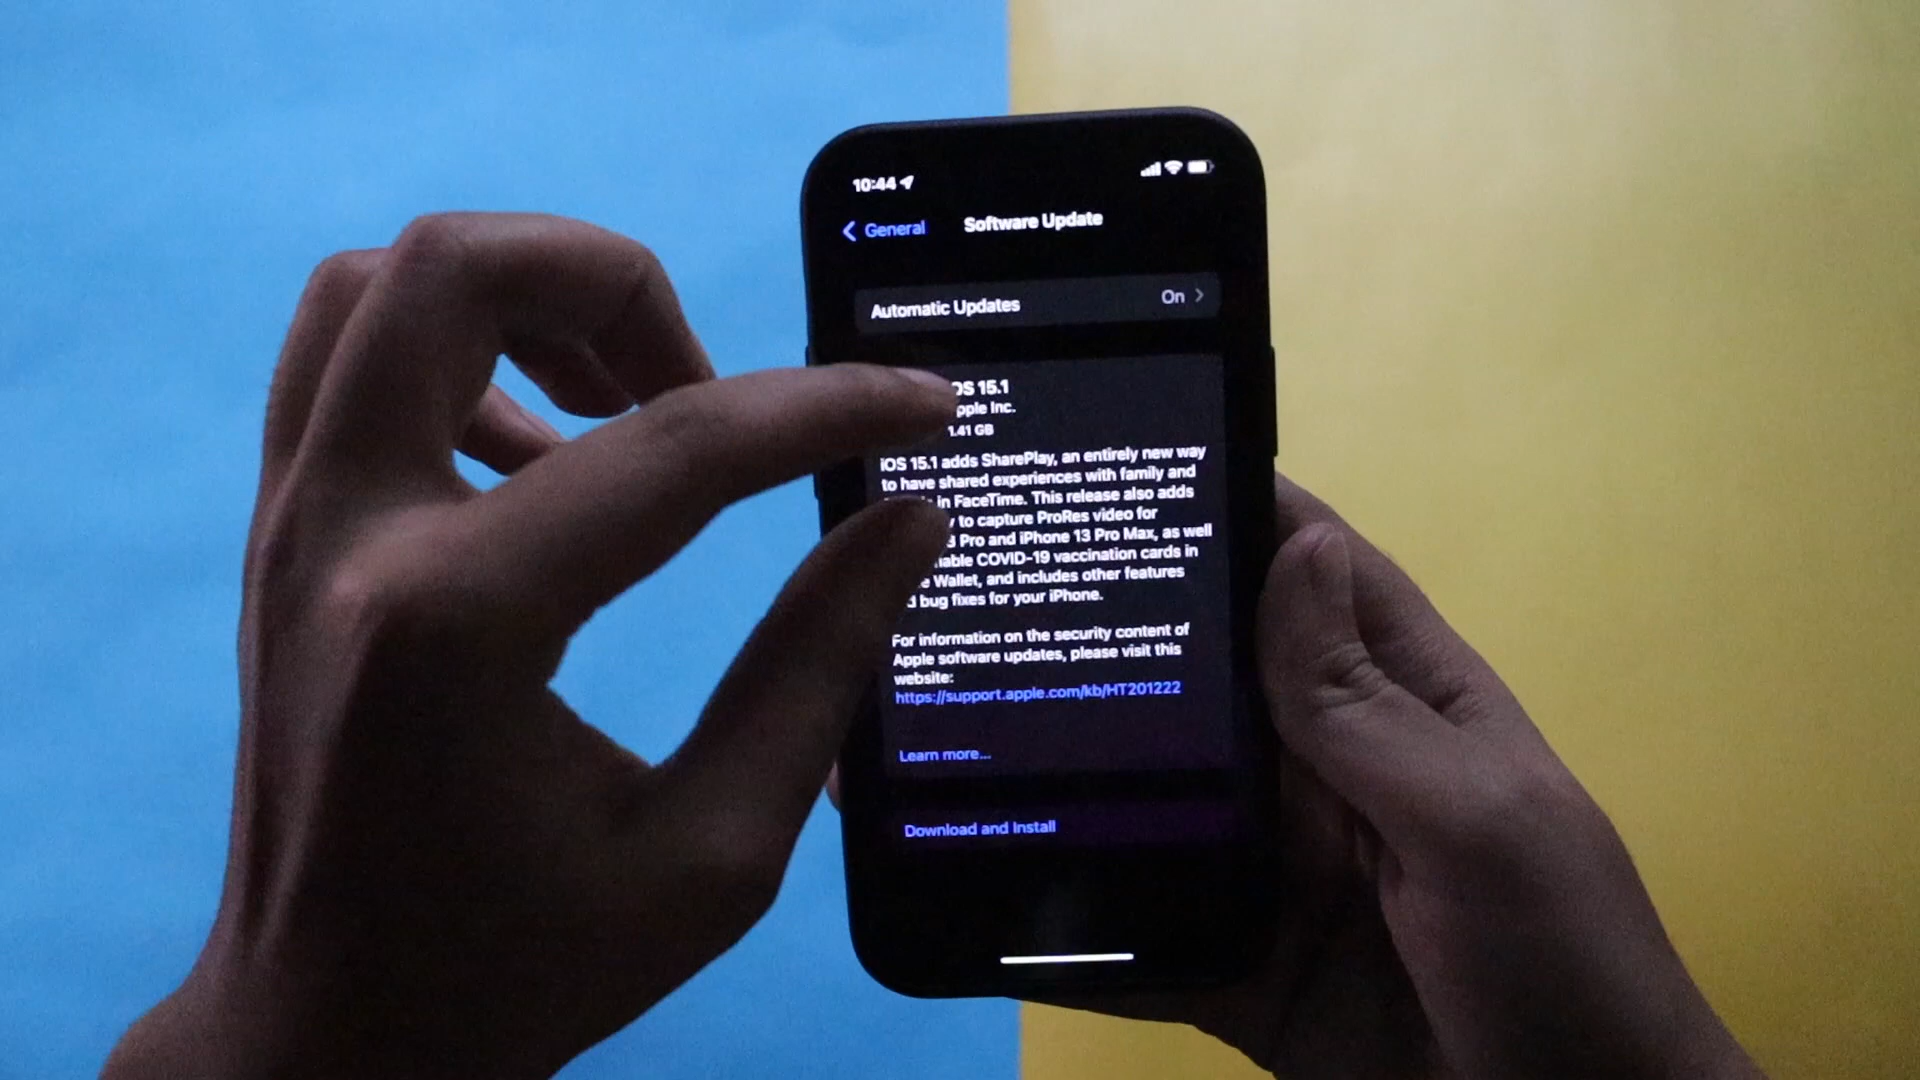 10:44
General
Software Update
Automatic Updates
On
OS 15.1
pple Inc.
1.41 GB
iOS 15.1 adds SharePlay, an entirely new way
to have shared experiences with family and
in FaceTime. This release also adds
to capture ProRes video for
3 Pro and iPhone 13 Pro Max, as well
nable COVID-19 vaccination cards in
e Wallet, and includes other features
d bug fixes for your iPhone.
For information on the security content of
Apple software updates, please visit this
website:
https://support.apple.com/kb/HT201222
Learn more...
Download and Install